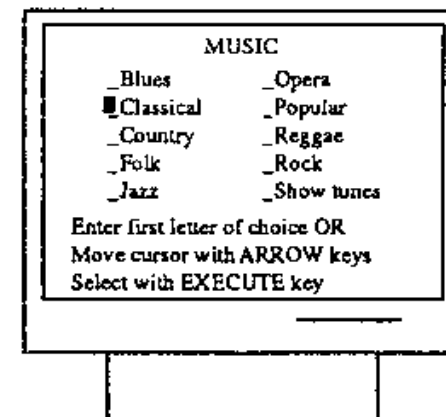 MUSIC
_Blues _Opera
_Classical _Popular
_Country _Reggae
_Folk _Rock
_Jazz _Show tunes
Enter first letter of choice OR
Move cursor with ARROW keys
Select with EXECUTE key